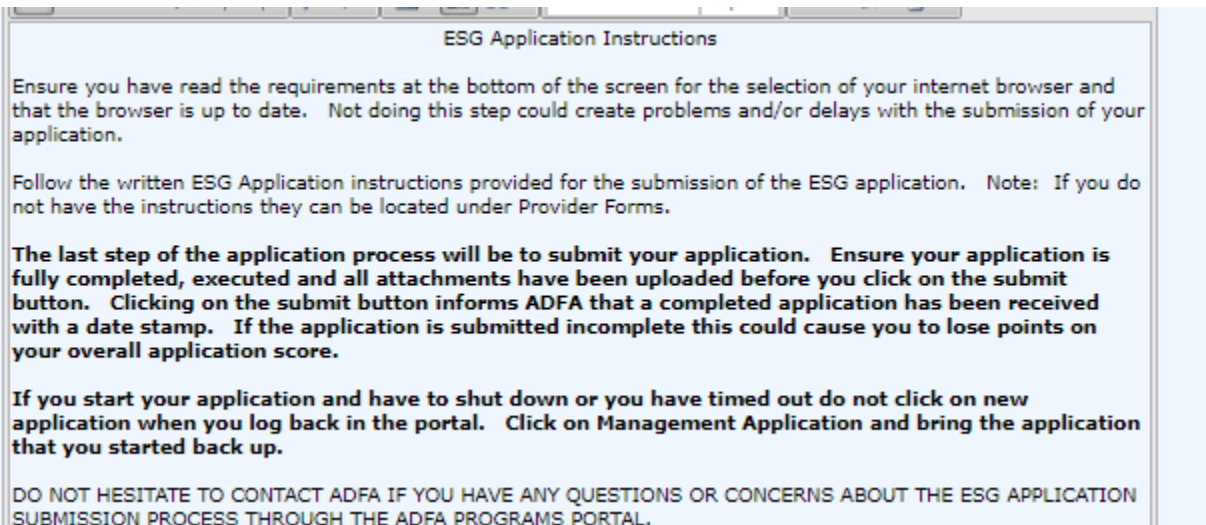 ESG Application Instructions
Ensure you have read the requirements at the bottom of the screen for the selection of your internet browser and
that the browser is up to date.   Not doing this step could create problems and/or delays with the submission of your
application.
Follow the written ESG Application instructions provided for the submission of the ESG application.   Note:  If you do
not have the instructions they can be located under Provider Forms.
The last step of the application process will be to submit your application.   Ensure your application is
fully completed, executed and all attachments have been uploaded before you click on the submit
button.   Clicking on the submit button informs ADFA that a completed application has been received
with a date stamp.   If the application is submitted incomplete this could cause you to lose points on
your overall application score.
If you start your application and have to shut down or you have timed out do not click on new
application when you log back in the portal.   Click on Management Application and bring the application
that you started back up.
DO NOT HESITATE TO CONTACT ADFA IF YOU HAVE ANY QUESTIONS OR CONCERNS ABOUT THE ESG APPLICATION
SUBMISSION PROCESS THROUGH THE ADFA PROGRAMS PORTAL.